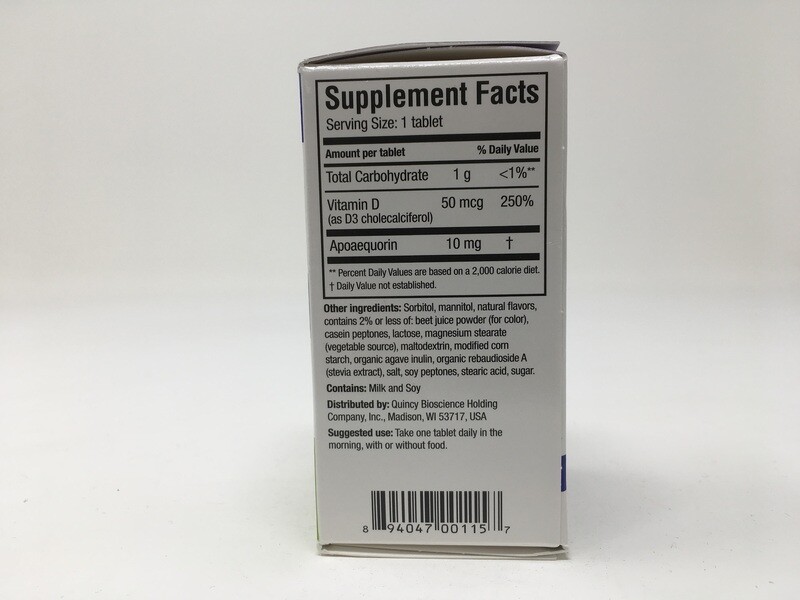 Supplement Facts
Serving Size: 1 tablet
Amount per tablet % Daily Value
Total Carbohydrate 1 g <1%**
Vitamin D 50 mcg 250%
(as D3 cholecalciferol)
Apoaequorin 10 mg †
** Percent Daily Values are based on a 2,000 calorie diet.
† Daily Value not established.
Other ingredients: Sorbitol, mannitol, natural flavors,
contains 2% or less of: beet juice powder (for color),
casein peptones, lactose, magnesium stearate
(vegetable source), maltodextrin, modified corn
starch, organic agave inulin, organic rebaudioside A
(stevia extract), salt, soy peptones, stearic acid, sugar.
Contains: Milk and Soy
Distributed by: Quincy Bioscience Holding
Company, Inc., Madison, WI 53717, USA
Suggested use: Take one tablet daily in the
morning, with or without food.
8 94047 00115 7